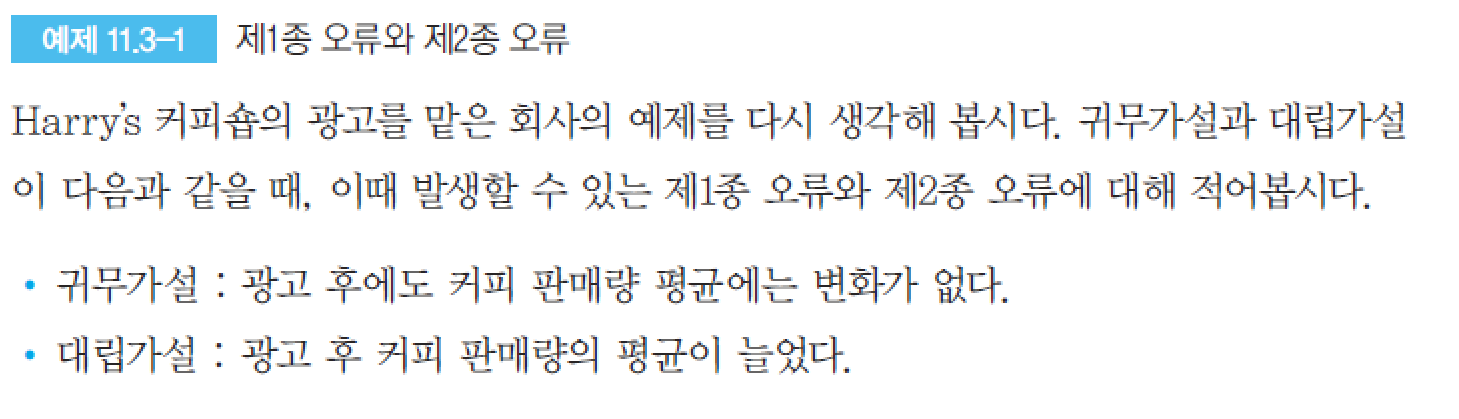 예제 11.3-1 제1종 오류와 제2종 오류
Harry's 커피숍의 광고를 맡은 회사의 예제를 다시 생각해 봅시다. 귀무가설과 대립가설
이 다음과 같을 때, 이때 발생할 수 있는 제1종 오류와 제2종 오류에 대해 적어봅시다.
• 귀무가설 : 광고 후에도 커피 판매량 평균에는 변화가 없다.
• 대립가설 : 광고 후 커피 판매량의 평균이 늘었다.